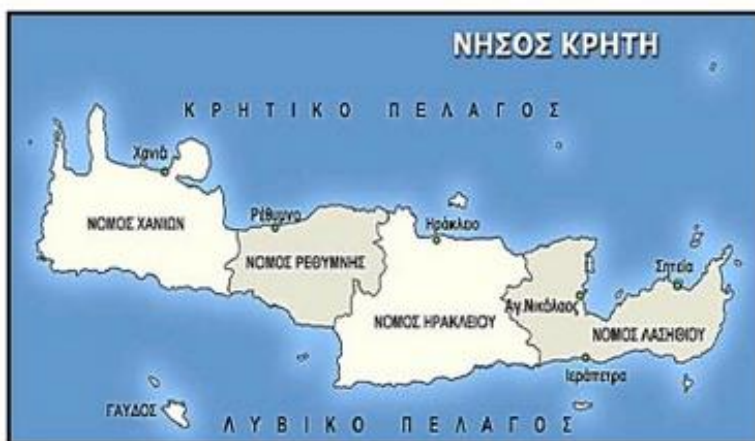 ΝΗΣΟΣ ΚΡΗΤΗ
ΚΡΗΤΙΚΟ ΠΕΛΑΓΟΣ
Χανιά
Ρέθυμνο
Ηράκλειο
ΝΟΜΟΣ ΧΑΝΙΩΝ
ΝΟΜΟΣ ΡΕΘΥΜΝΗΣ
Σητεία
Αγ.Νικόλαος
ΝΟΜΟΣ ΗΡΑΚΛΕΙΟΥ
ΝΟΜΟΣ ΛΑΣΗΘΙΟΥ
Ιεράπετρα
ΓΑΥΔΟΣ
ΛΥΒΙΚΟ ΠΕΛΑΓΟΣ